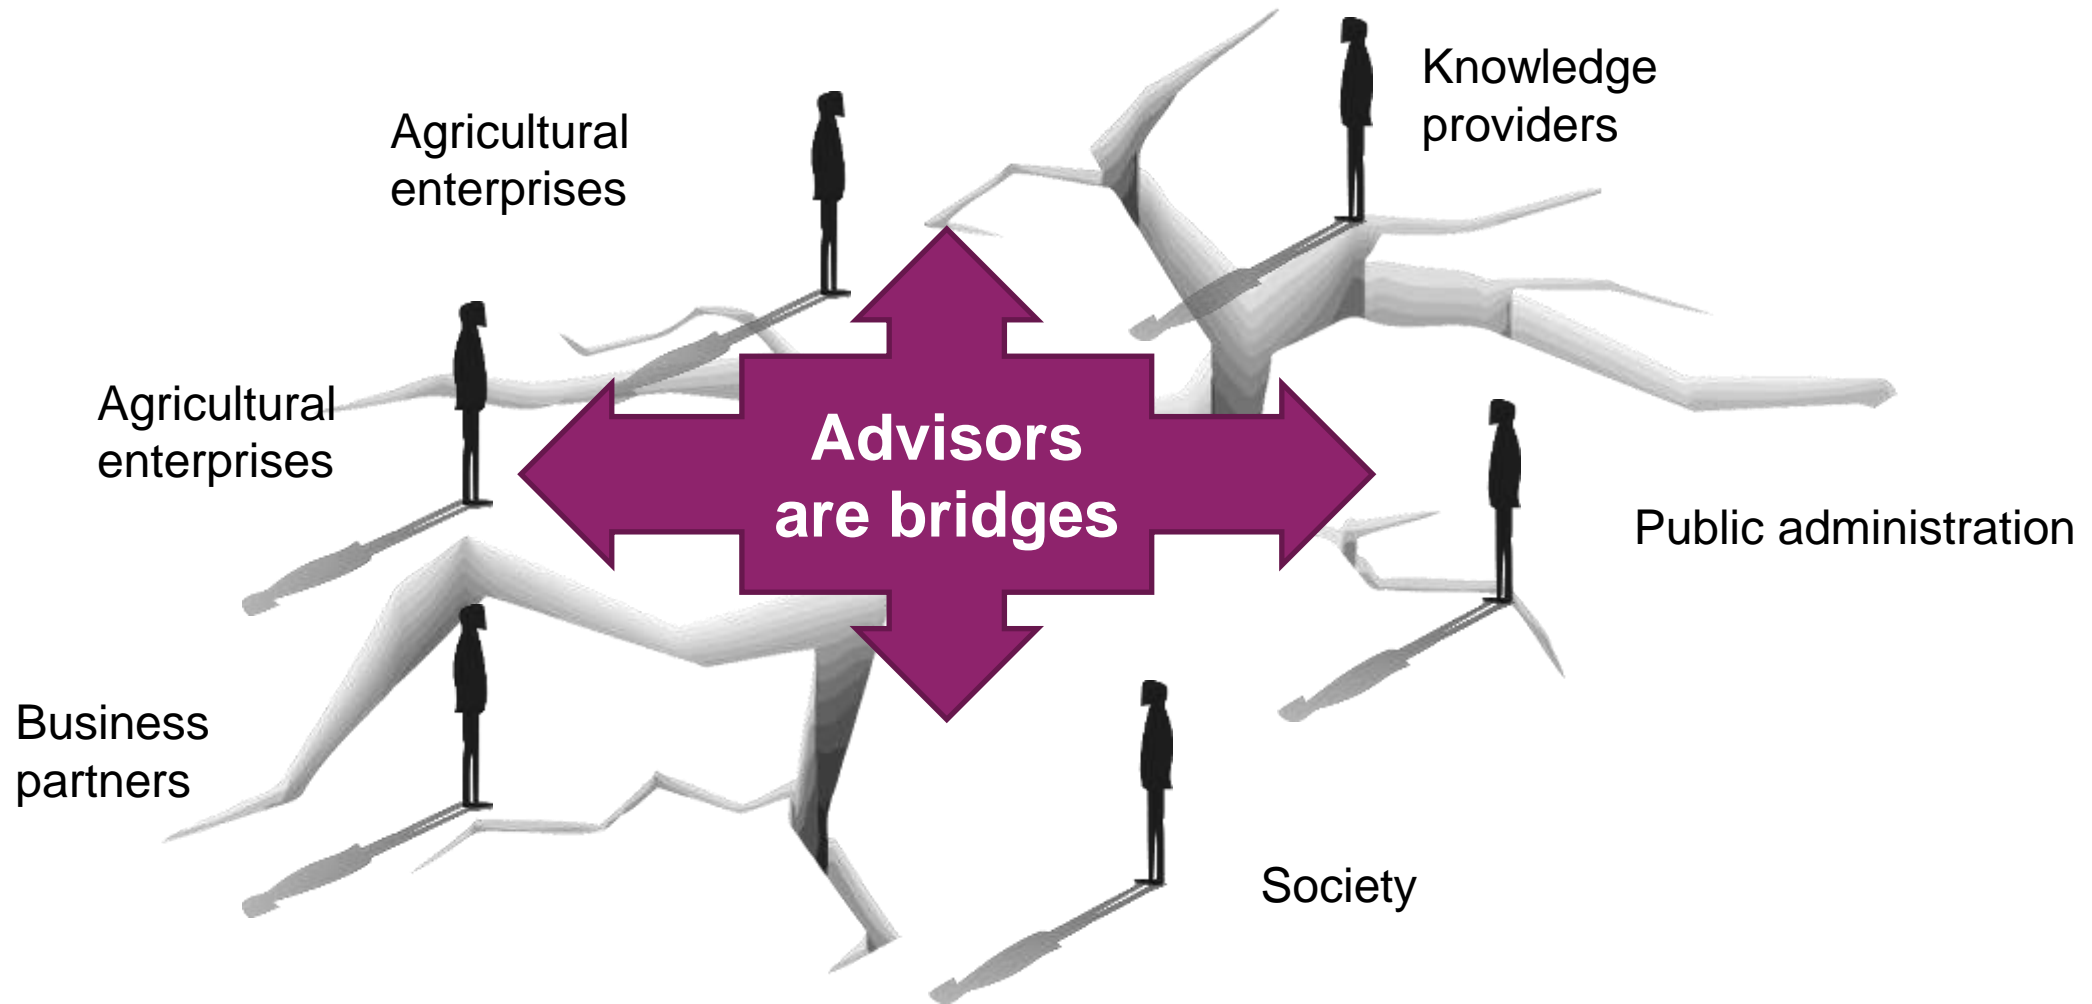 Knowledge
providers
Agricultural
enterprises
Agricultural
enterprises
Advisors
are bridges
Public administration
Business
partners
Society